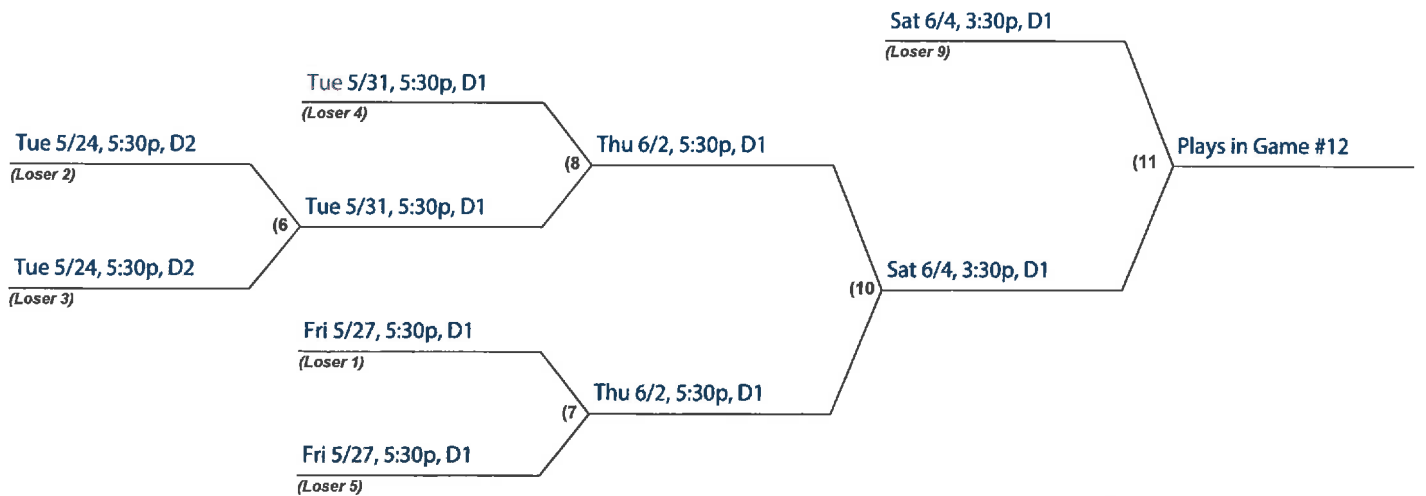 Sat 6/4, 3:30p, D1
(Loser 9)
Tue 5/31, 5:30p, D1
(Loser 4)
Tue 5/24, 5:30p, D2
(Loser 2)
Thu 6/2, 5:30p, D1
(8
Plays in Game #12
(11
Tue 5/31, 5:30p, D1
(6
Tue 5/24, 5:30p, D2
(Loser 3)
Sat 6/4, 3:30p, D1
(10
Fri 5/27, 5:30p, D1
(Loser 1)
Thu 6/2, 5:30p, D1
(7
Fri 5/27, 5:30p, D1
(Loser 5)